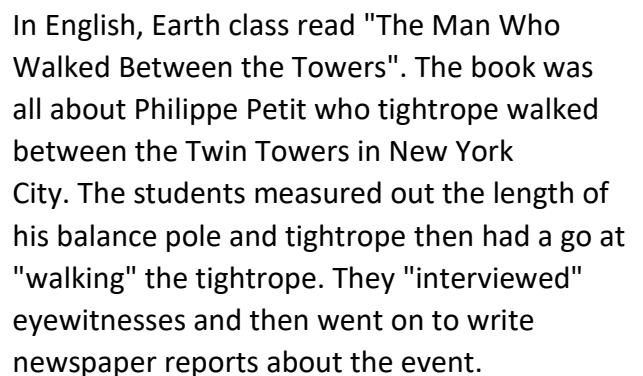 In English, Earth class read "The Man Who
Walked Between the Towers". The book was
all about Philippe Petit who tightrope walked
between the Twin Towers in New York
City. The students measured out the length of
his balance pole and tightrope then had a go at
"walking" the tightrope. They "interviewed"
eyewitnesses and then went on to write
newspaper reports about the event.